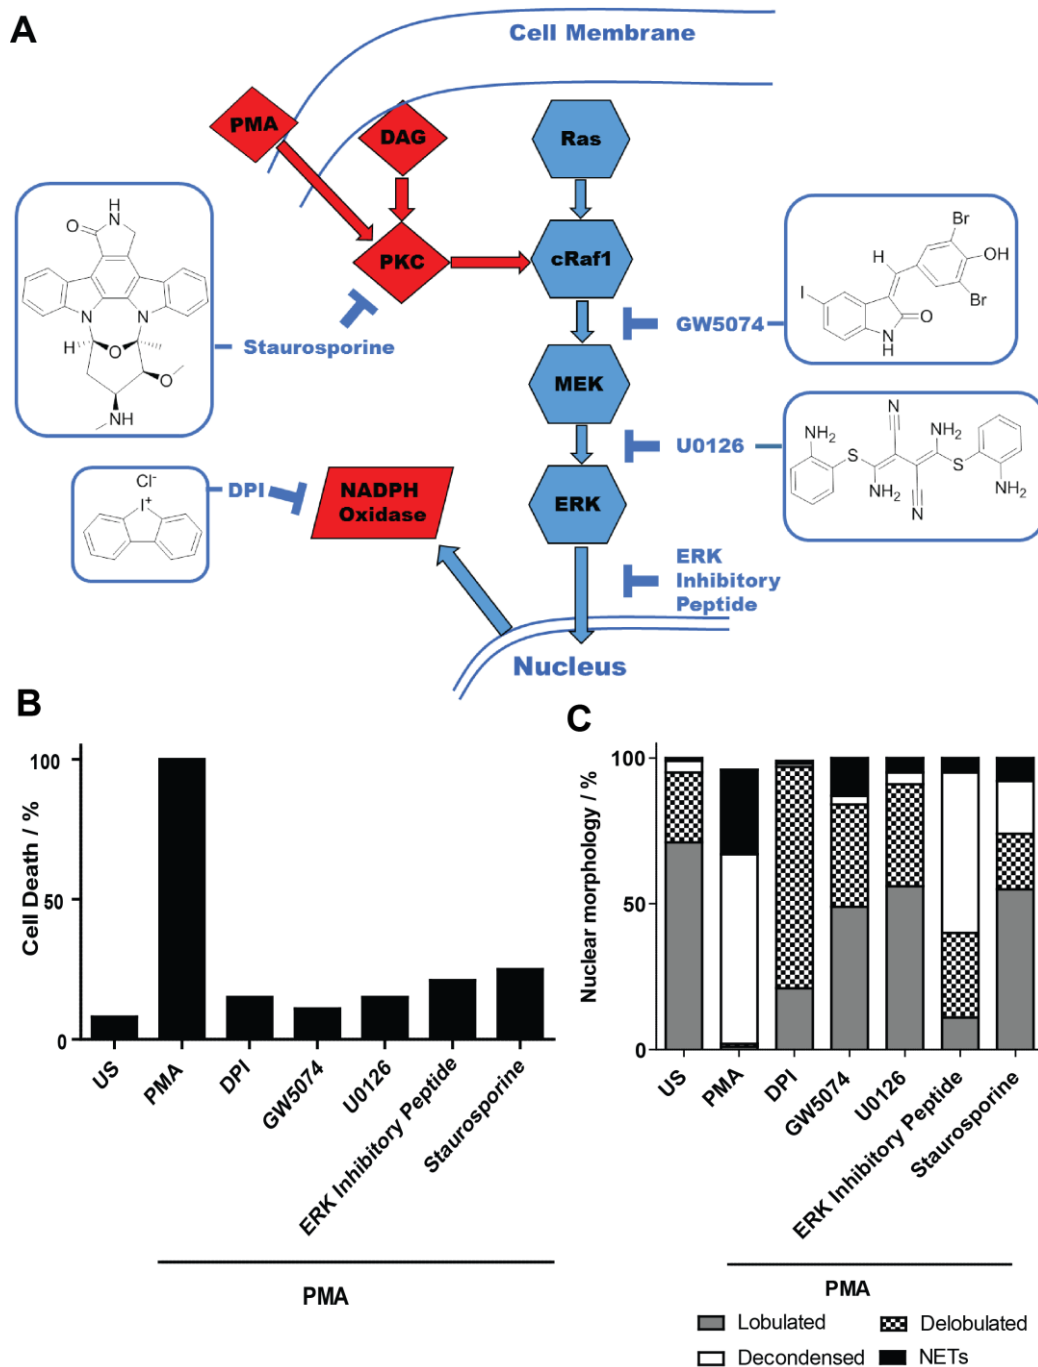 A
Cell Membrane
PMA
DAG
Ras
PKC
cRaf1
GW5074
Staurosporine
MEK
U0126
DPI
NADPH
Oxidase
ERK
ERK
Inhibitory
Peptide
Nucleus
H
N
O
N
N
H
O
O
NH
Cl-
I+
Br
H
OH
I
Br
O
NH
N
NH2
NH2
S
S
NH2
NH2
N
B
Cell Death / %
100
50
0
US
PMA
DPI
GW5074
U0126
ERK Inhibitory Peptide
Staurosporine
PMA
C
Nuclear morphology / %
100
50
0
US
PMA
DPI
GW5074
U0126
ERK Inhibitory Peptide
Staurosporine
PMA
Lobulated
Delobulated
Decondensed
NETs